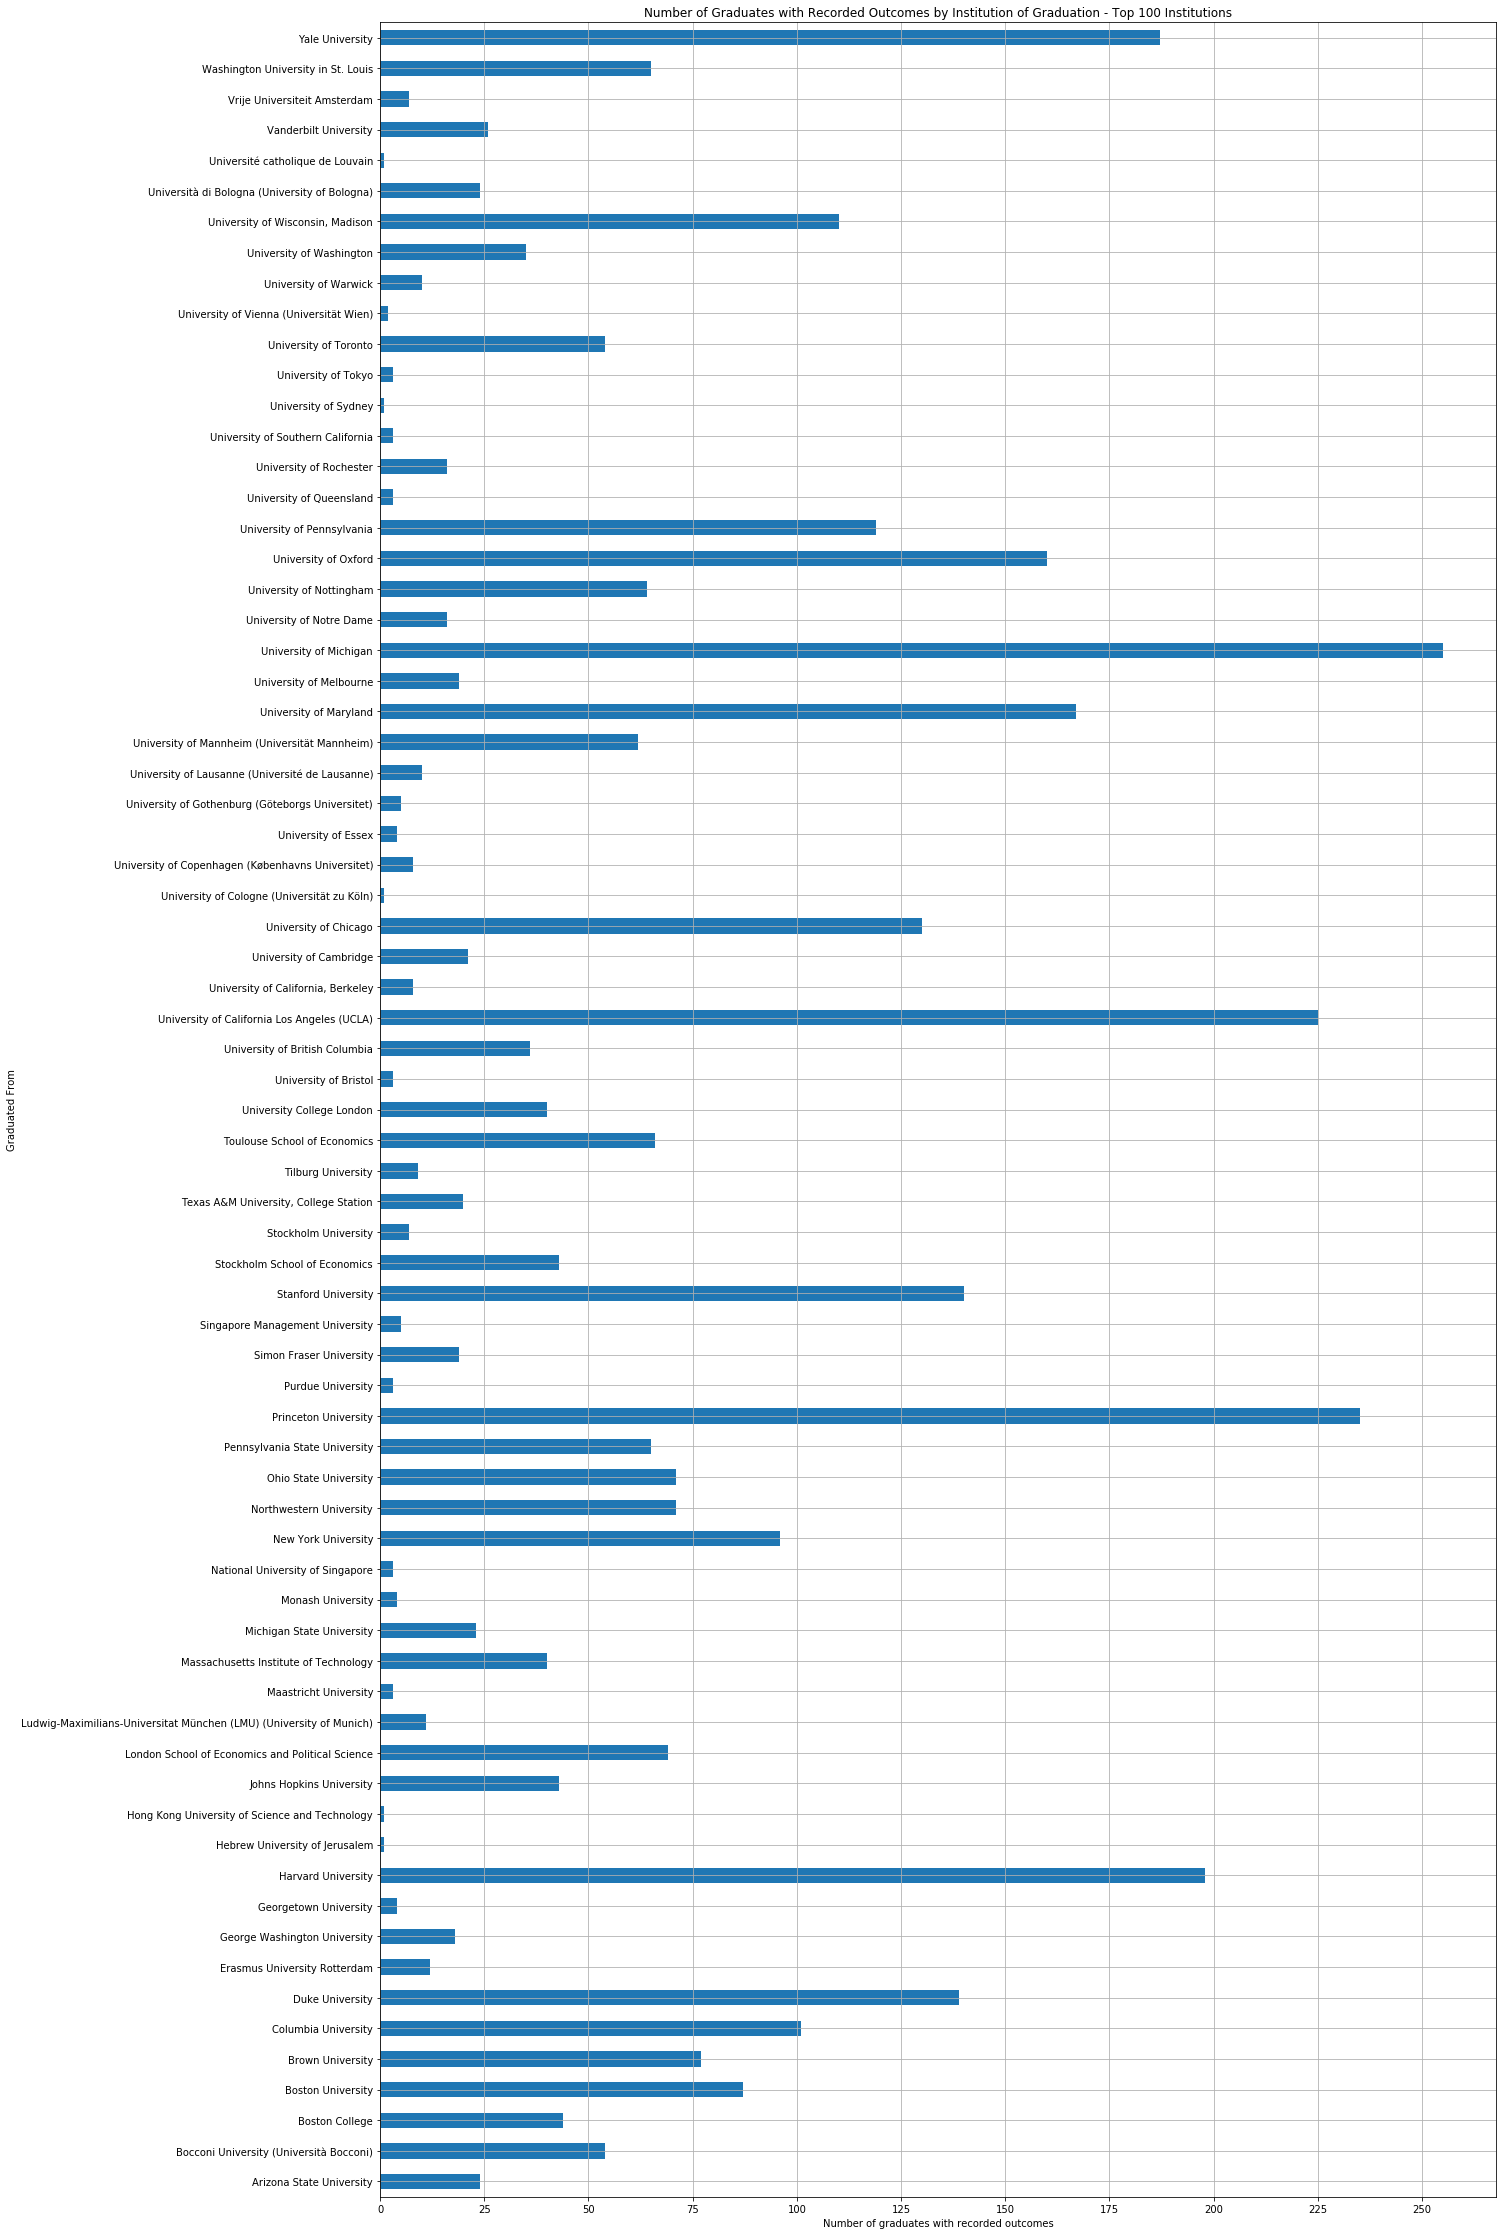 Number of Graduates with Recorded Outcomes by Institution of Graduation - Top 100 Institutions
Yale University
Washington University in St. Louis
Vrije Universiteit Amsterdam
Vanderbilt University
Université catholique de Louvain
Università di Bologna (University of Bologna)
University of Wisconsin, Madison
University of Washington
University of Warwick
University of Vienna (Universität Wien)
University of Toronto
University of Tokyo
University of Sydney
University of Southern California
University of Rochester
University of Queensland
University of Pennsylvania
University of Oxford
University of Nottingham
University of Notre Dame
University of Michigan
University of Melbourne
University of Maryland
University of Mannheim (Universität Mannheim)
University of Lausanne (Université de Lausanne)
University of Gothenburg (Göteborgs Universitet)
University of Essex
University of Copenhagen (Københavns Universitet)
University of Cologne (Universität zu Köln)
University of Chicago
University of Cambridge
University of California, Berkeley
University of California Los Angeles (UCLA)
University of British Columbia
University of Bristol
University College London
Toulouse School of Economics
Tilburg University
Texas A&M University, College Station
Stockholm University
Stockholm School of Economics
Stanford University
Singapore Management University
Simon Fraser University
Purdue University
Princeton University
Pennsylvania State University
Ohio State University
Northwestern University
New York University
National University of Singapore
Monash University
Michigan State University
Massachusetts Institute of Technology
Maastricht University
Ludwig-Maximilians-Universitat München (LMU) (University of Munich)
London School of Economics and Political Science
Johns Hopkins University
Hong Kong University of Science and Technology
Hebrew University of Jerusalem
Harvard University
Georgetown University
George Washington University
Erasmus University Rotterdam
Duke University
Columbia University
Brown University
Boston University
Boston College
Bocconi University (Università Bocconi)
Arizona State University
Graduated From
0 25 50 75 100 125 150 175 200 225 250
Number of graduates with recorded outcomes